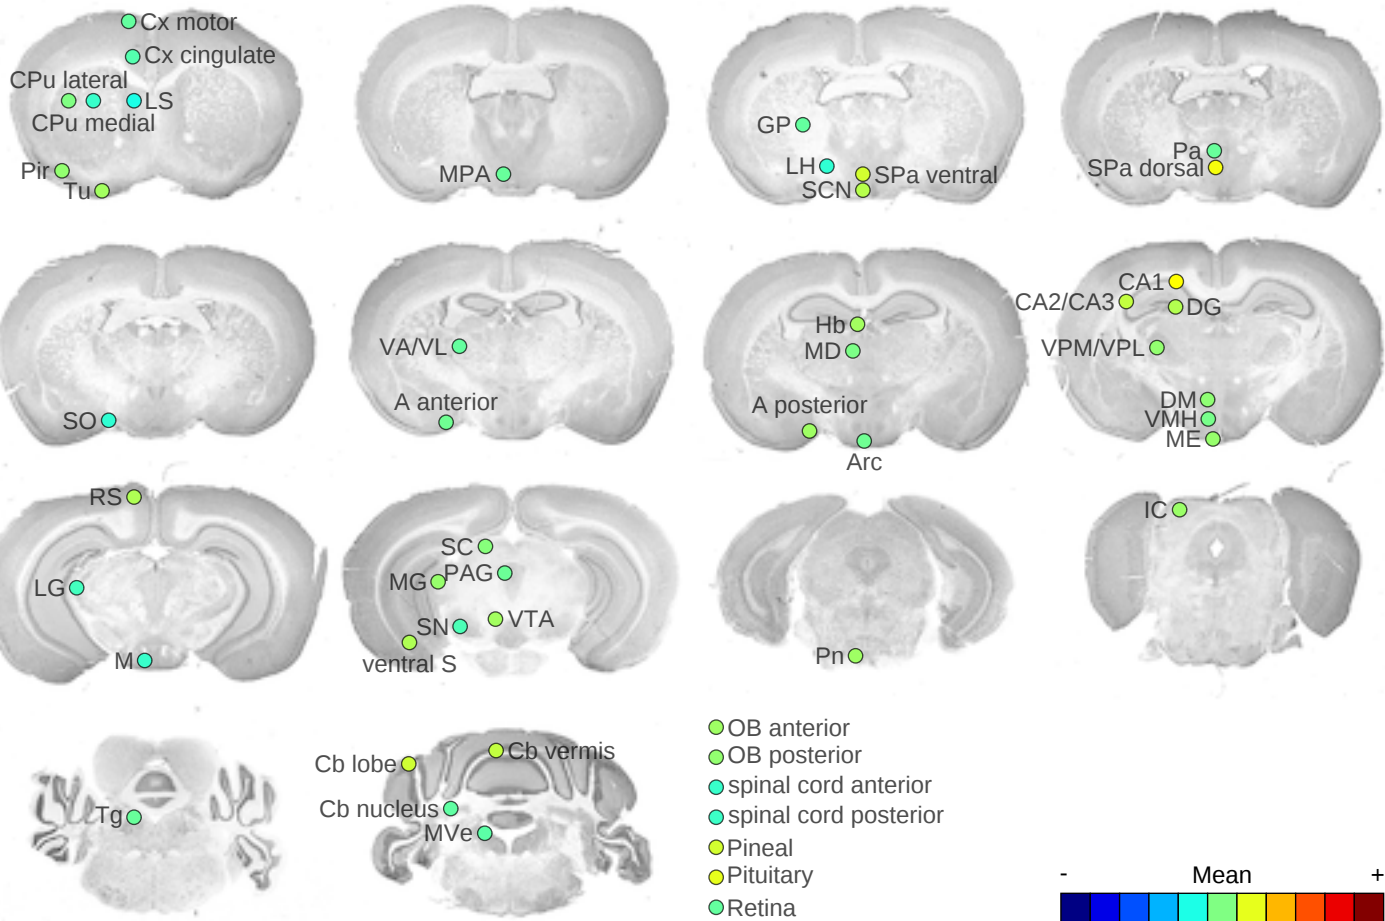 Cx motor
Cx cingulate
CPu lateral
LS
CPu medial
Pir
Tu
MPA
GP
LH
SPa ventral
SCN
Pa
SPa dorsal
SO
VA/VL
A anterior
Hb
MD
A posterior
Arc
CA1
CA2/CA3
DG
VPM/VPL
DM
VMH
ME
RS
LG
M
SC
PAG
MG
VTA
SN
ventral S
Pn
IC
Tg
Cb vermis
Cb lobe
Cb nucleus
MVe
OB anterior
OB posterior
spinal cord anterior
spinal cord posterior
Pineal
Pituitary
Retina
- Mean +